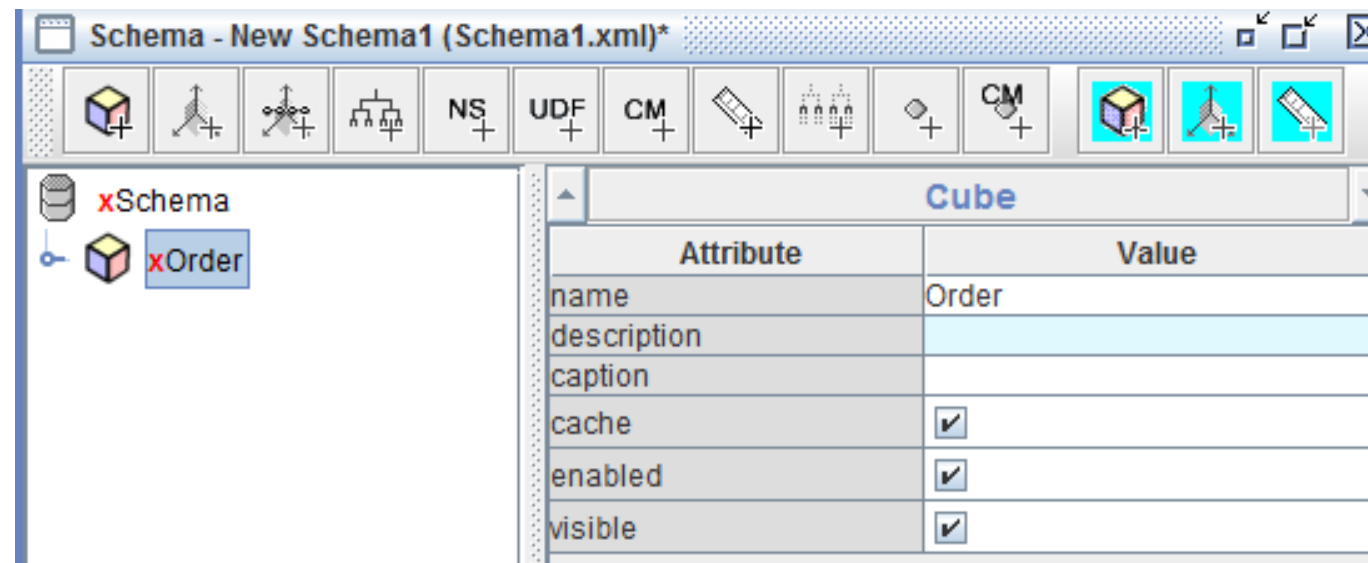 Schema - New Schema1 (Schema1.xml)*
NS UDF CM CM
xSchema
xOrder
Cube
Attribute Value
name Order
description
caption
cache
enabled
visible